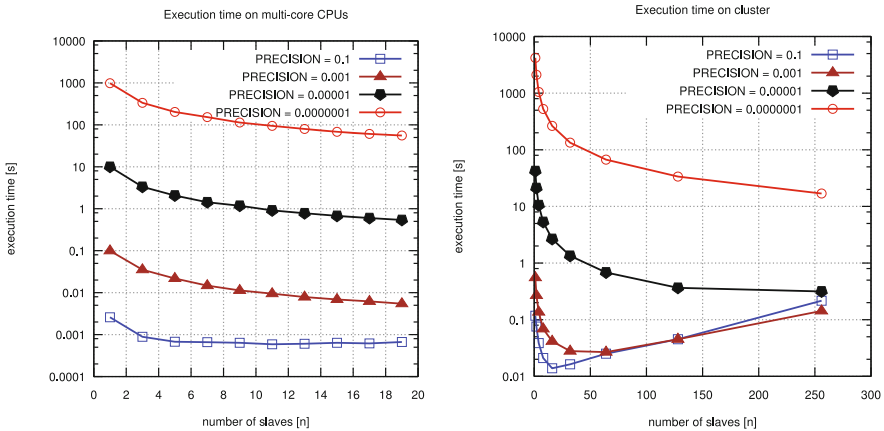 Execution time on multi-core CPUs
10000
1000
100
10
1
0.1
0.01
0.001
0.0001
execution time [s]
PRECISION = 0.1
PRECISION = 0.001
PRECISION = 0.00001
PRECISION = 0.0000001
0 2 4 6 8 10 12 14 16 18 20
number of slaves [n]
Execution time on cluster
10000
1000
100
10
1
0.1
0.01
execution time [s]
PRECISION = 0.1
PRECISION = 0.001
PRECISION = 0.00001
PRECISION = 0.0000001
0 50 100 150 200 250 300
number of slaves [n]